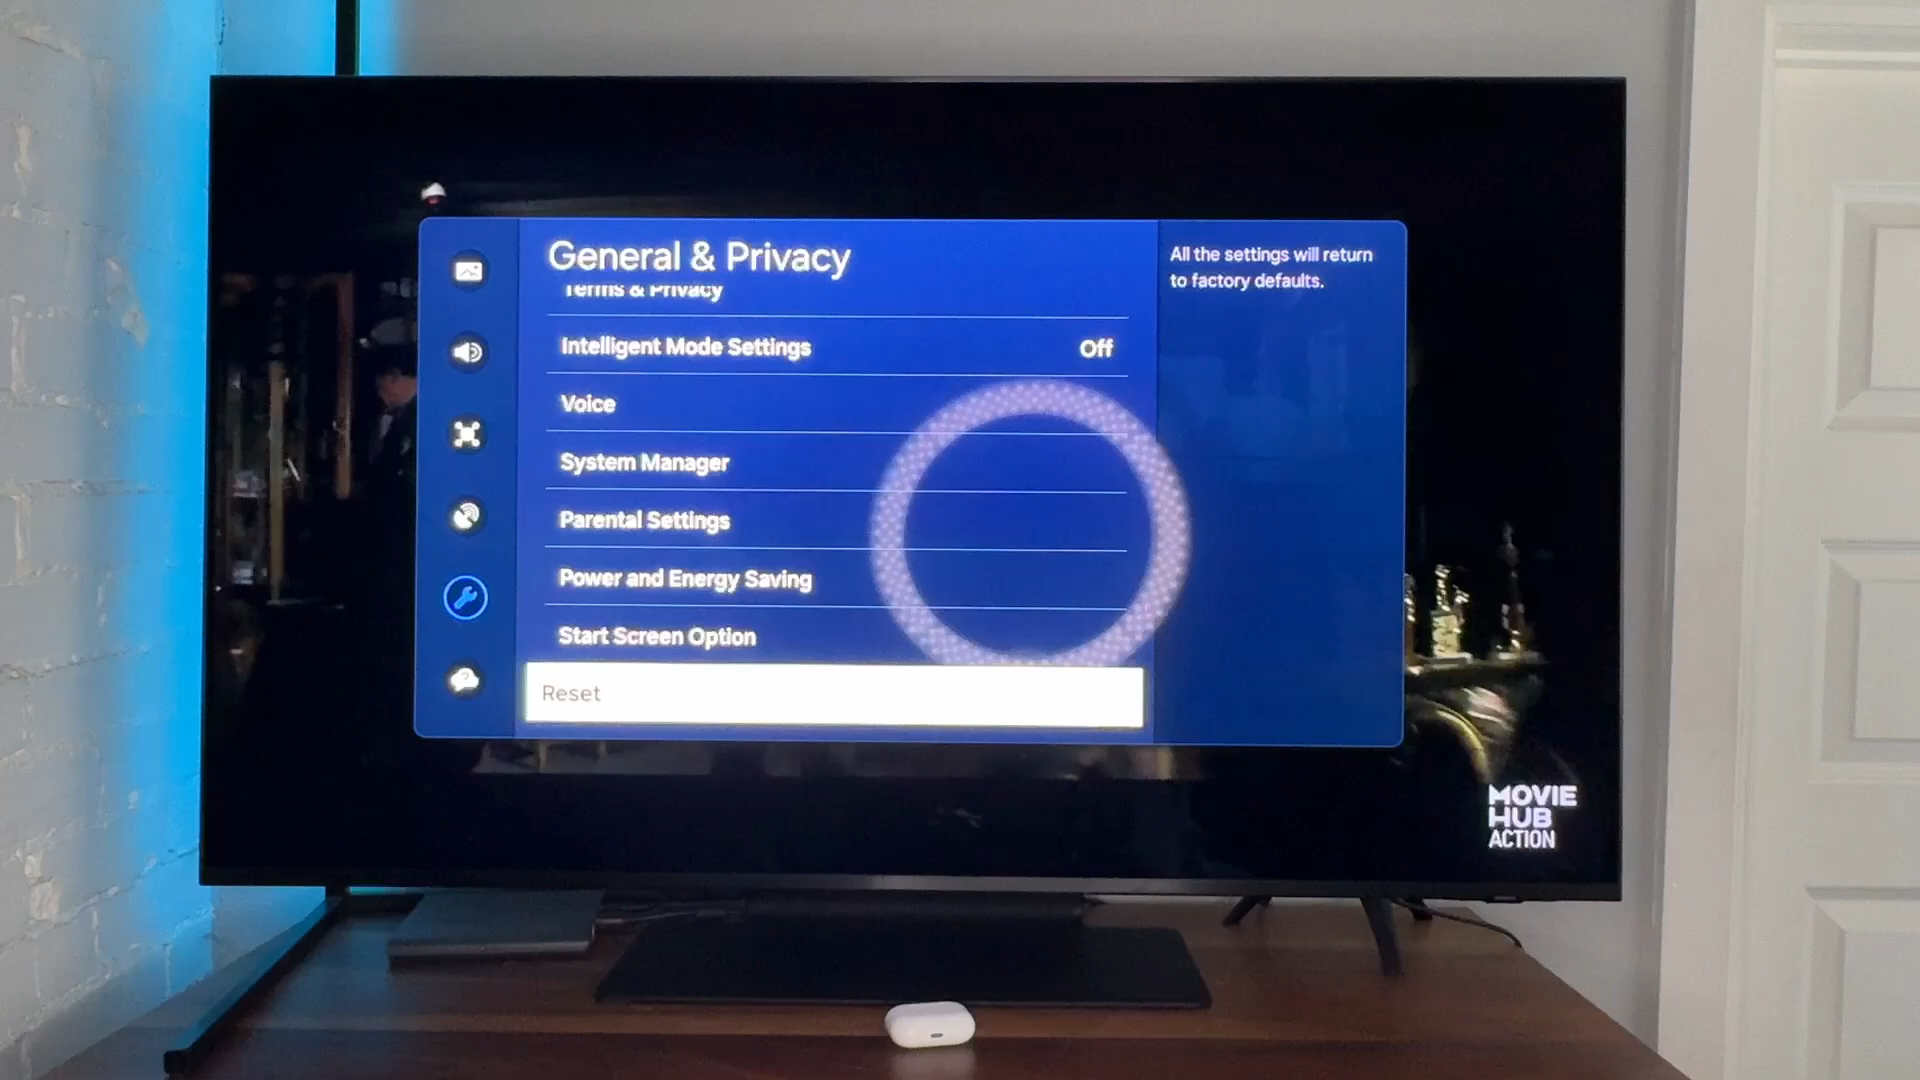 General & Privacy
Terms & Privacy
Intelligent Mode Settings Off
Voice
System Manager
Parental Settings
Power and Energy Saving
Start Screen Option
Reset
All the settings will return
to factory defaults.
MOVIE
HUB
ACTION